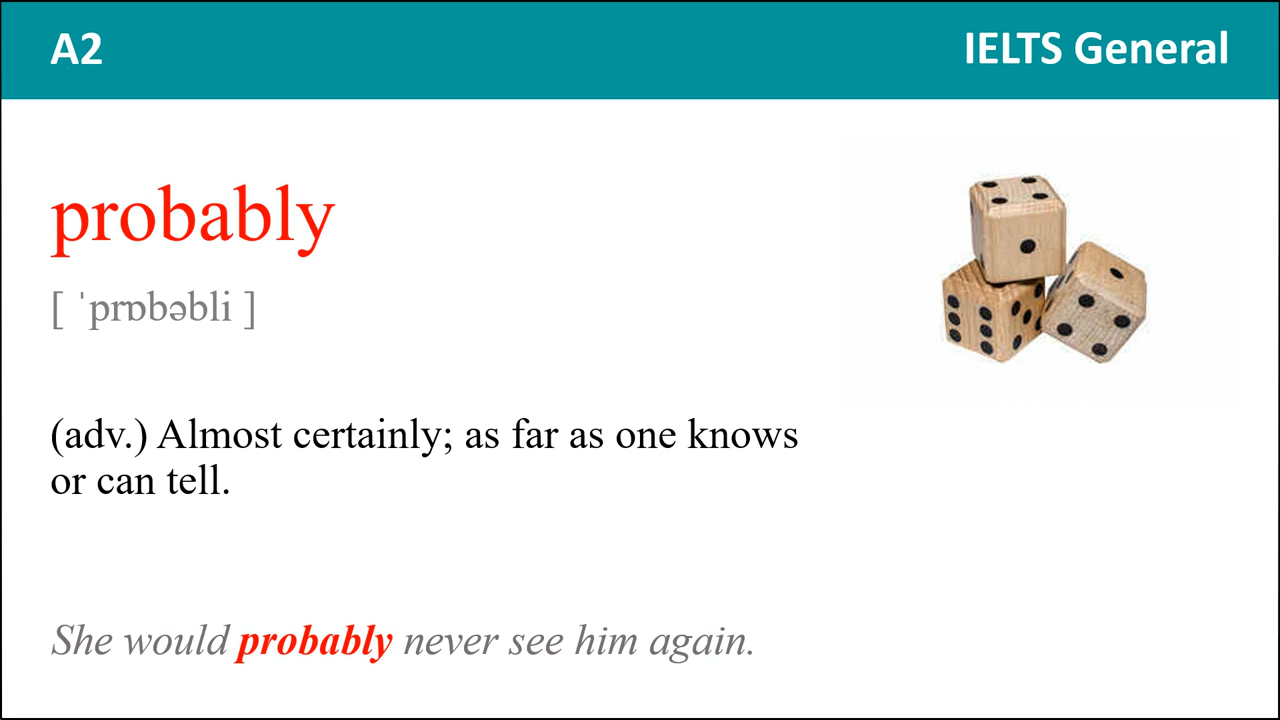 A2
IELTS General
probably
[ ˈprɒbəbli ]
(adv.) Almost certainly; as far as one knows
or can tell.
She would probably never see him again.